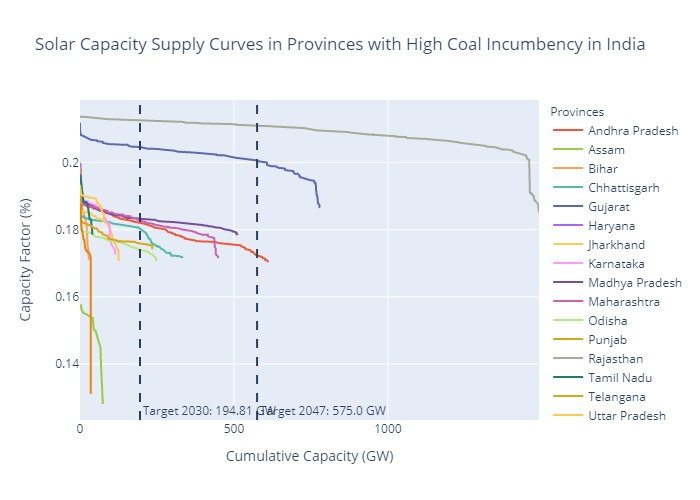 Solar Capacity Supply Curves in Provinces with High Coal Incumbency in India
Provinces
Andhra Pradesh
Assam
Bihar
Chhattisgarh
Gujarat
Haryana
Jharkhand
Karnataka
Madhya Pradesh
Maharashtra
Odisha
Punjab
Rajasthan
Tamil Nadu
Telangana
Uttar Pradesh
Capacity Factor (%)
0.2
0.18
0.16
0.14
Target 2030: 194.81 GW
Target 2047: 575.0 GW
0
500
1000
Cumulative Capacity (GW)